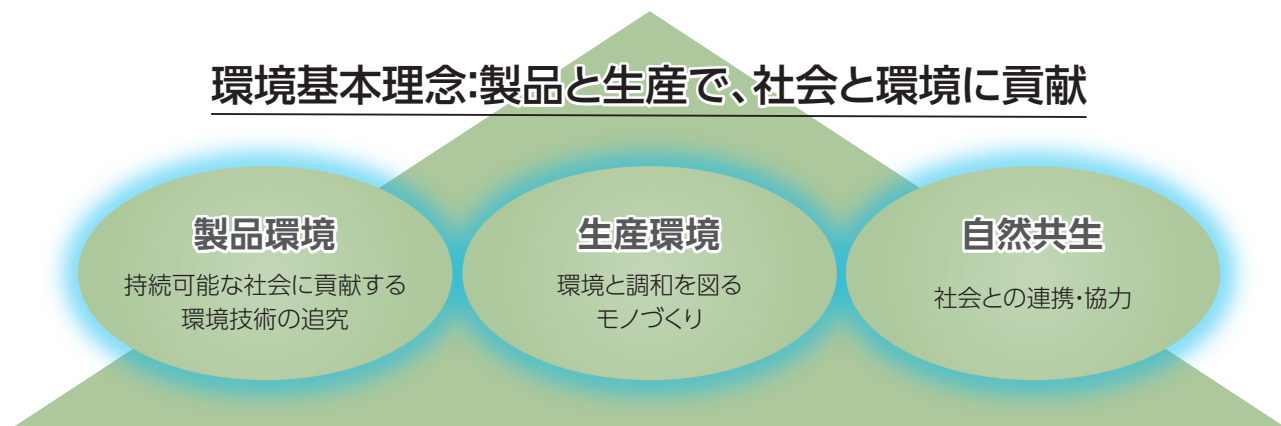 環境基本理念:製品と生産で、社会と環境に貢献
製品環境
持続可能な社会に貢献する
環境技術の追究
生産環境
環境と調和を図る
モノづくり
自然共生
社会との連携・協力